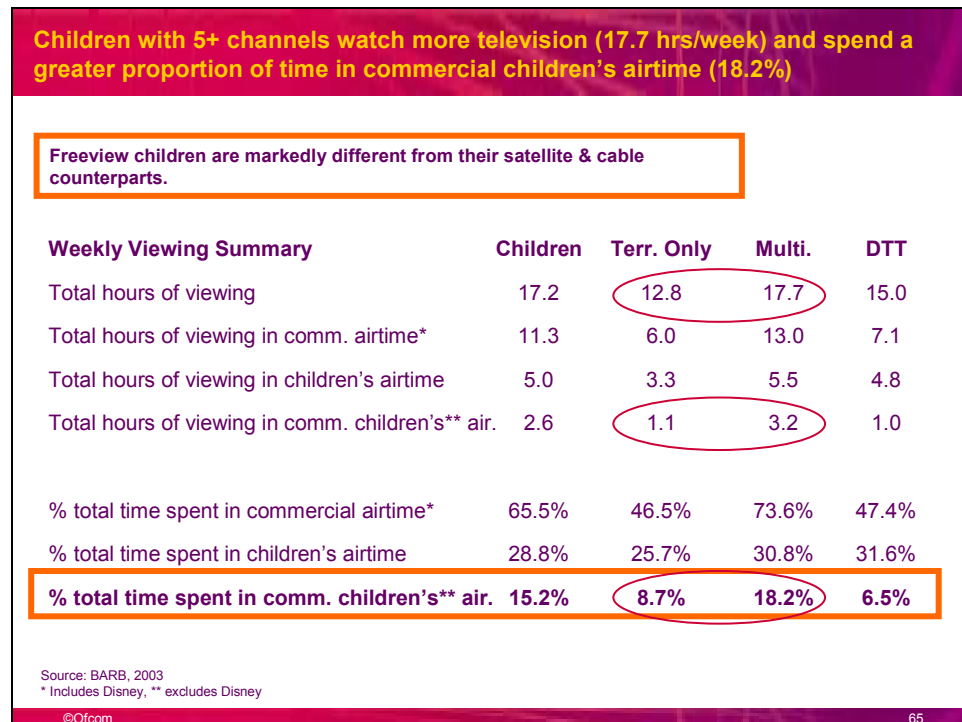 Children with 5+ channels watch more television (17.7 hrs/week) and spend a
greater proportion of time in commercial children’s airtime (18.2%)
Freeview children are markedly different from their satellite & cable
counterparts.
Weekly Viewing Summary Children Terr. Only Multi. DTT
Total hours of viewing 17.2 12.8 17.7 15.0
Total hours of viewing in comm. airtime* 11.3 6.0 13.0 7.1
Total hours of viewing in children’s airtime 5.0 3.3 5.5 4.8
Total hours of viewing in comm. children’s** air. 2.6 1.1 3.2 1.0
% total time spent in commercial airtime* 65.5% 46.5% 73.6% 47.4%
% total time spent in children’s airtime 28.8% 25.7% 30.8% 31.6%
% total time spent in comm. children’s** air. 15.2% 8.7% 18.2% 6.5%
Source: BARB, 2003
* Includes Disney, ** excludes Disney
©Ofcom 65